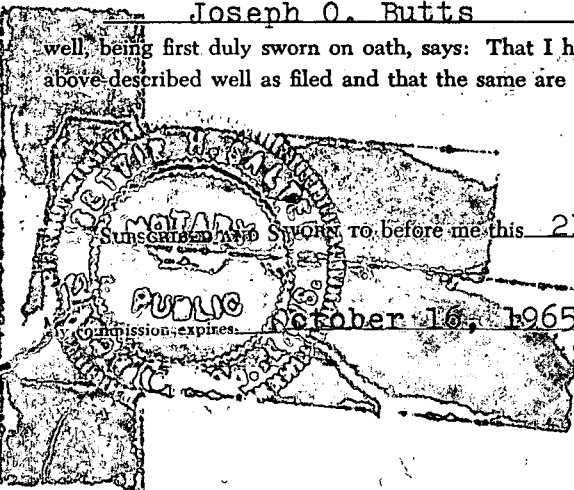 Joseph O. Butts
well, being first duly sworn on oath, says: That I h
above-described well as filed and that the same are
NOTARY
SUBSCRIBED AND SWORN TO before me this 2
PUBLIC
My commission expires October 16, 1965